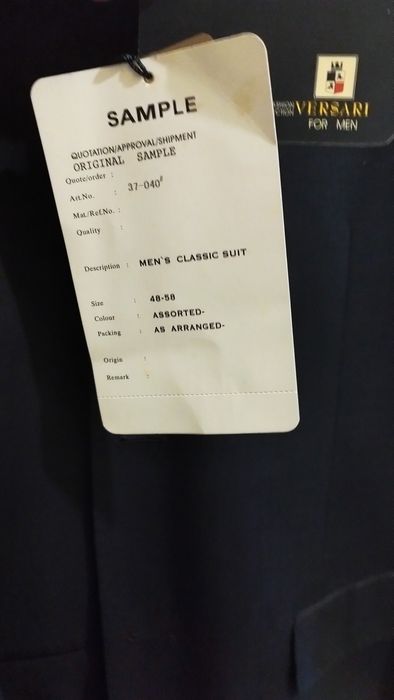 SAMPLE
QUOTATION/APPROVAL/SHIPMENT
ORIGINAL SAMPLE
Quote/order :
Art.No. : 37-040
Mat./Ref.No. :
Quality :
Description : MEN'S CLASSIC SUIT
Size : 48-58
Colour : ASSORTED-
Packing : AS ARRANGED-
Origin :
Remark :
VERSARI
FOR MEN